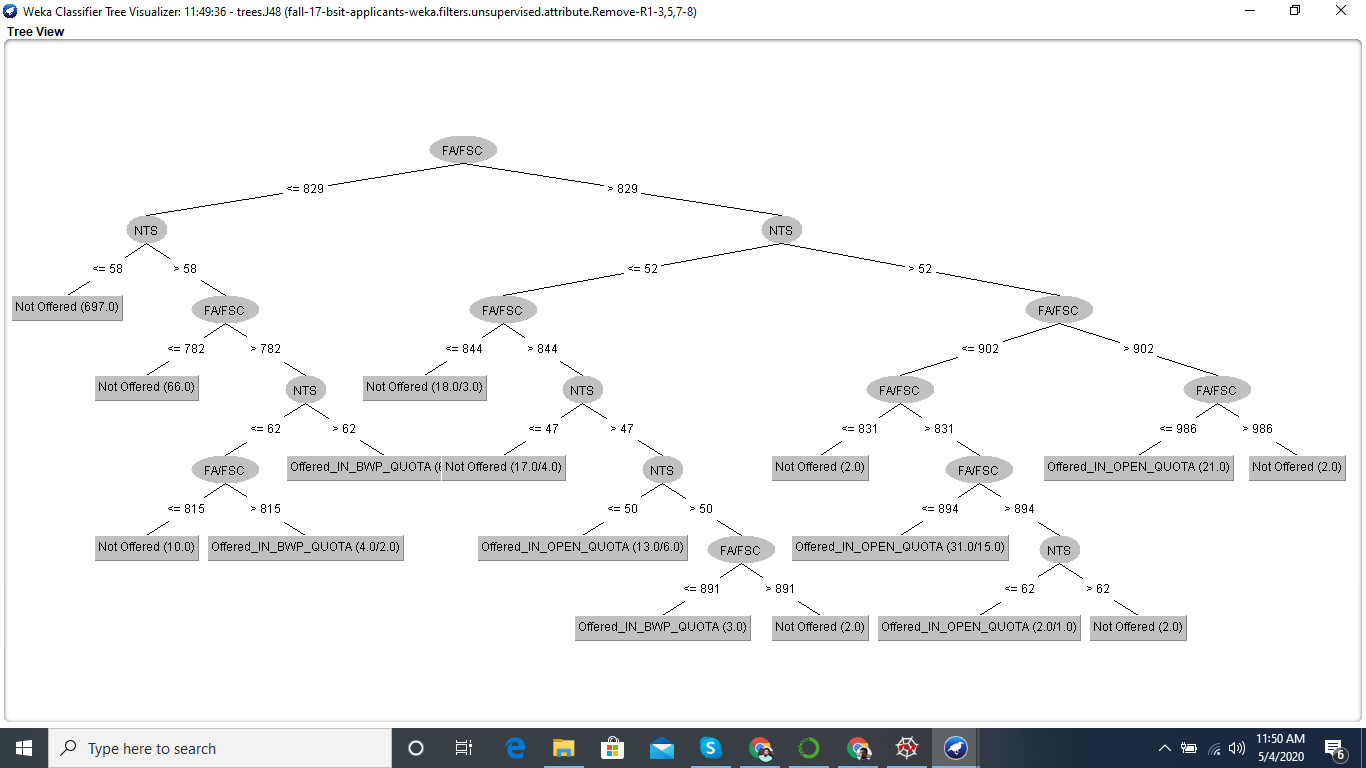 Weka Classifier Tree Visualizer: 11:49:36 - trees.J48 (fall-17-bsit-applicants-weka.filters.unsupervised.attribute.Remove-R1-3,5,7-8)
Tree View
FA/FSC
<= 829 > 829
NTS NTS
<= 58 > 58 <= 52 > 52
Not Offered (697.0) FA/FSC FA/FSC FA/FSC
<= 782 > 782 <= 844 > 844 <= 902 > 902
Not Offered (66.0) NTS Not Offered (18.0/3.0) NTS FA/FSC FA/FSC
<= 62 > 62 <= 47 > 47 <= 831 > 831 <= 986 > 986
FA/FSC Offered_IN_BWP_QUOTA Not Offered (17.0/4.0) NTS Not Offered (2.0) FA/FSC Offered_IN_OPEN_QUOTA (21.0) Not Offered (2.0)
<= 815 > 815 <= 50 > 50 <= 894 > 894
Not Offered (10.0) Offered_IN_BWP_QUOTA (4.0/2.0) Offered_IN_OPEN_QUOTA (13.0/6.0) FA/FSC Offered_IN_OPEN_QUOTA (31.0/15.0) NTS
<= 891 > 891 <= 62 > 62
Offered_IN_BWP_QUOTA (3.0) Not Offered (2.0) Offered_IN_OPEN_QUOTA (2.0/1.0) Not Offered (2.0)
Type here to search
11:50 AM
5/4/2020
6